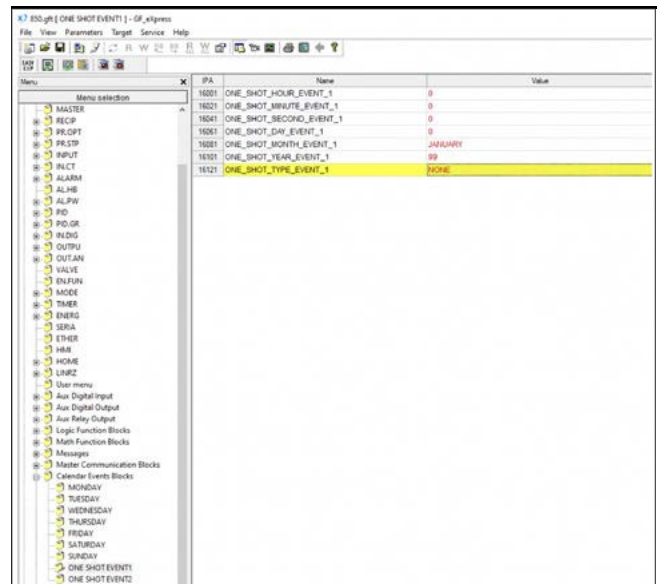 850.gft [ ONE SHOT EVENT1 ] - GF_eXpress
File View Parameters Target Service Help
Menu
Menu selection
MASTER
RECIP
PR.OPT
PR.STP
INPUT
IN.CT
ALARM
AL.HB
AL.PW
PID
PID.GR
IN.DIG
OUTPU
OUT.AN
VALVE
EN.FUN
MODE
TIMER
ENERG
SERIA
ETHER
HMI
HOME
LINRZ
User menu
Aux Digital Input
Aux Digital Output
Aux Relay Output
Logic Function Blocks
Math Function Blocks
Messages
Master Communication Blocks
Calendar Events Blocks
MONDAY
TUESDAY
WEDNESDAY
THURSDAY
FRIDAY
SATURDAY
SUNDAY
ONE SHOT EVENT1
ONE SHOT EVENT2
IPA Name Value
16001 ONE_SHOT_HOUR_EVENT_1 0
16021 ONE_SHOT_MINUTE_EVENT_1 0
16041 ONE_SHOT_SECOND_EVENT_1 0
16061 ONE_SHOT_DAY_EVENT_1 0
16081 ONE_SHOT_MONTH_EVENT_1 JANUARY
16101 ONE_SHOT_YEAR_EVENT_1 99
16121 ONE_SHOT_TYPE_EVENT_1 NONE